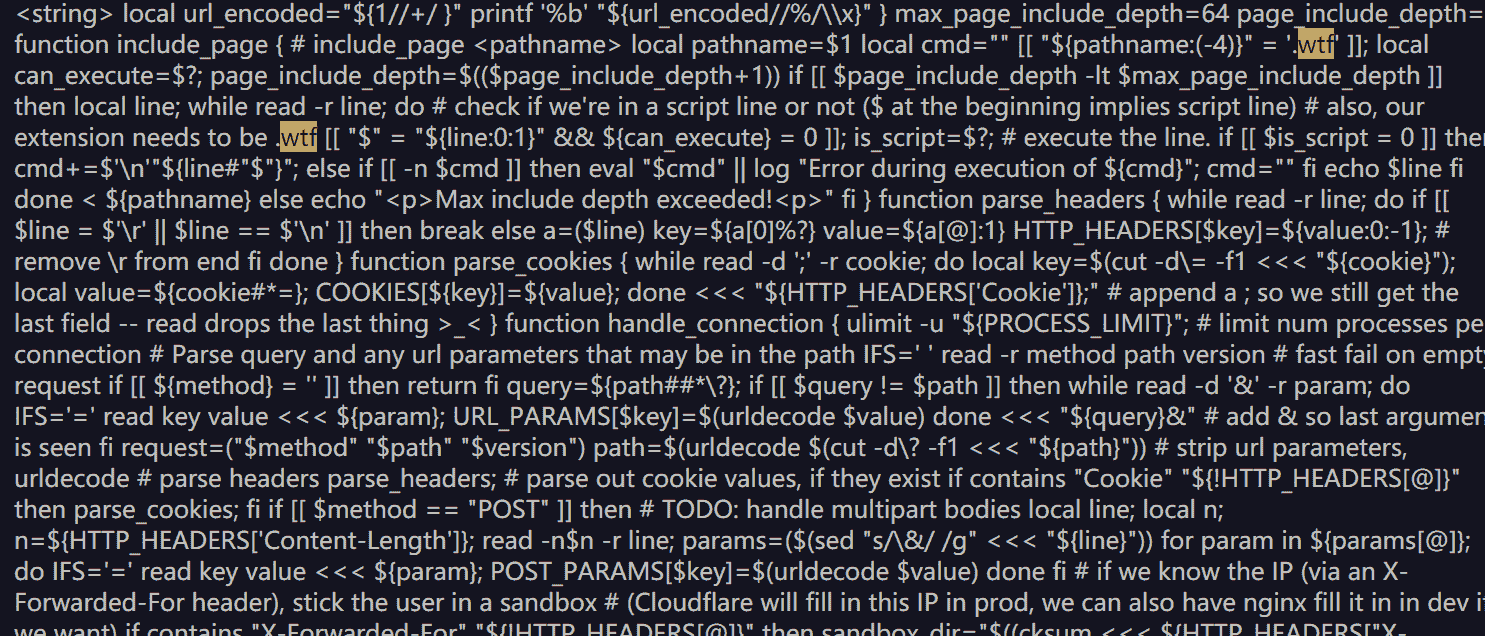 <string> local url_encoded="${1//+/ }" printf '%b' "${url_encoded//%/\\x}" } max_page_include_depth=64 page_include_depth=
function include_page { # include_page <pathname> local pathname=$1 local cmd="" [[ "${pathname:(-4)}" = '.wtf' ]]; local
can_execute=$?; page_include_depth=$(($page_include_depth+1)) if [[ $page_include_depth -lt $max_page_include_depth ]]
then local line; while read -r line; do # check if we're in a script line or not ($ at the beginning implies script line) # also, our
extension needs to be .wtf [[ "$" = "${line:0:1}" && ${can_execute} = 0 ]]; is_script=$?; # execute the line. if [[ $is_script = 0 ]]
cmd+=$'\n'"${line#"$"}"; else if [[ -n $cmd ]] then eval "$cmd" || log "Error during execution of ${cmd}"; cmd="" fi echo $line fi
done < ${pathname} else echo "<p>Max include depth exceeded!<p>" fi } function parse_headers { while read -r line; do if [[
$line = $'\r' || $line == $'\n' ]] then break else a=($line) key=${a[0]%?} value=${a[@]:1} HTTP_HEADERS[$key]=${value:0:-1}; #
remove \r from end fi done } function parse_cookies { while read -d ';' -r cookie; do local key=$(cut -d\= -f1 <<< "${cookie}");
local value=${cookie#*=}; COOKIES[${key}]=${value}; done <<< "${HTTP_HEADERS['Cookie']};" # append a ; so we still get the
last field -- read drops the last thing >_< } function handle_connection { ulimit -u "${PROCESS_LIMIT}"; # limit num processes
connection # Parse query and any url parameters that may be in the path IFS=' ' read -r method path version # fast fail on
request if [[ ${method} = '' ]] then return fi query=${path##*\?}; if [[ $query != $path ]] then while read -d '&' -r param; do
IFS='=' read key value <<< ${param}; URL_PARAMS[$key]=$(urldecode $value) done <<< "${query}&" # add & so last
is seen fi request=("$method" "$path" "$version") path=$(urldecode $(cut -d\? -f1 <<< "${path}")) # strip url parameters,
urldecode # parse headers parse_headers; # parse out cookie values, if they exist if contains "Cookie" "${!HTTP_HEADERS[@]}"
then parse_cookies; fi if [[ $method == "POST" ]] then # TODO: handle multipart bodies local line; local n;
n=${HTTP_HEADERS['Content-Length']}; read -n$n -r line; params=($(sed "s/\&/ /g" <<< "${line}")) for param in ${params[@]};
do IFS='=' read key value <<< ${param}; POST_PARAMS[$key]=$(urldecode $value) done fi # if we know the IP (via an X-
Forwarded-For header), stick the user in a sandbox # (Cloudflare will fill in this IP in prod, we can also have nginx fill it in in dev
we want) if contains "X-Forwarded-For" "${!HTTP_HEADERS[@]}" then sandbox_dir="$((cksum <<< ${HTTP_HEADERS["X-